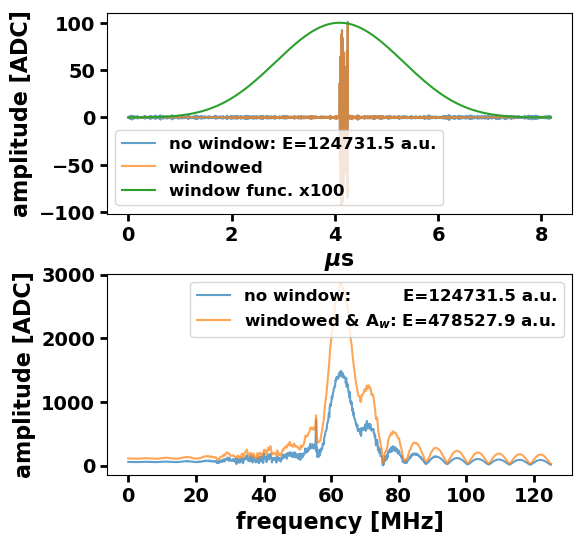 amplitude [ADC]
100
50
0
−50
−100
no window: E=124731.5 a.u.
windowed
window func. x100
0 2 4 6 8
μs
amplitude [ADC]
3000
2000
1000
0
no window: E=124731.5 a.u.
windowed & A_w: E=478527.9 a.u.
0 20 40 60 80 100 120
frequency [MHz]